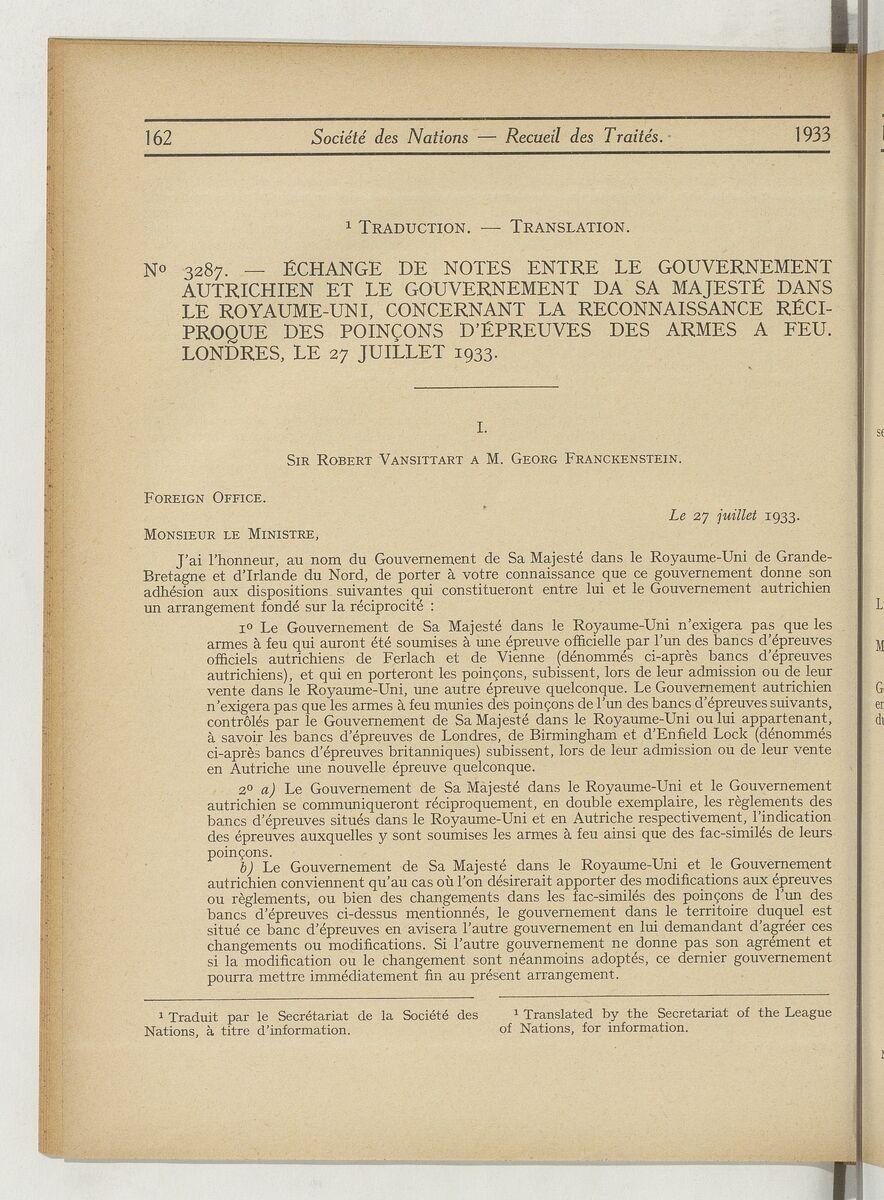 162 Société des Nations — Recueil des Traités. 1933
¹ Traduction. — Translation.
Nº 3287. — ÉCHANGE DE NOTES ENTRE LE GOUVERNEMENT
AUTRICHIEN ET LE GOUVERNEMENT DA SA MAJESTÉ DANS
LE ROYAUME-UNI, CONCERNANT LA RECONNAISSANCE RÉCI-
PROQUE DES POINÇONS D'ÉPREUVES DES ARMES A FEU.
LONDRES, LE 27 JUILLET 1933.
I.
Sir Robert Vansittart a M. Georg Franckenstein.
Foreign Office.
Le 27 juillet 1933.
Monsieur le Ministre,
J'ai l'honneur, au nom du Gouvernement de Sa Majesté dans le Royaume-Uni de Grande-
Bretagne et d'Irlande du Nord, de porter à votre connaissance que ce gouvernement donne son
adhésion aux dispositions suivantes qui constitueront entre lui et le Gouvernement autrichien
un arrangement fondé sur la réciprocité :
1º Le Gouvernement de Sa Majesté dans le Royaume-Uni n'exigera pas que les
armes à feu qui auront été soumises à une épreuve officielle par l'un des bancs d'épreuves
officiels autrichiens de Ferlach et de Vienne (dénommés ci-après bancs d'épreuves
autrichiens), et qui en porteront les poinçons, subissent, lors de leur admission ou de leur
vente dans le Royaume-Uni, une autre épreuve quelconque. Le Gouvernement autrichien
n'exigera pas que les armes à feu munies des poinçons de l'un des bancs d'épreuves suivants,
contrôlés par le Gouvernement de Sa Majesté dans le Royaume-Uni ou lui appartenant,
à savoir les bancs d'épreuves de Londres, de Birmingham et d'Enfield Lock (dénommés
ci-après bancs d'épreuves britanniques) subissent, lors de leur admission ou de leur vente
en Autriche une nouvelle épreuve quelconque.
2º a) Le Gouvernement de Sa Majesté dans le Royaume-Uni et le Gouvernement
autrichien se communiqueront réciproquement, en double exemplaire, les règlements des
bancs d'épreuves situés dans le Royaume-Uni et en Autriche respectivement, l'indication
des épreuves auxquelles y sont soumises les armes à feu ainsi que des fac-similés de leurs
poinçons.
b) Le Gouvernement de Sa Majesté dans le Royaume-Uni et le Gouvernement
autrichien conviennent qu'au cas où l'on désirerait apporter des modifications aux épreuves
ou règlements, ou bien des changements dans les fac-similés des poinçons de l'un des
bancs d'épreuves ci-dessus mentionnés, le gouvernement dans le territoire duquel est
situé ce banc d'épreuves en avisera l'autre gouvernement en lui demandant d'agréer ces
changements ou modifications. Si l'autre gouvernement ne donne pas son agrément et
si la modification ou le changement sont néanmoins adoptés, ce dernier gouvernement
pourra mettre immédiatement fin au présent arrangement.
¹ Traduit par le Secrétariat de la Société des
Nations, à titre d'information.
¹ Translated by the Secretariat of the League
of Nations, for information.